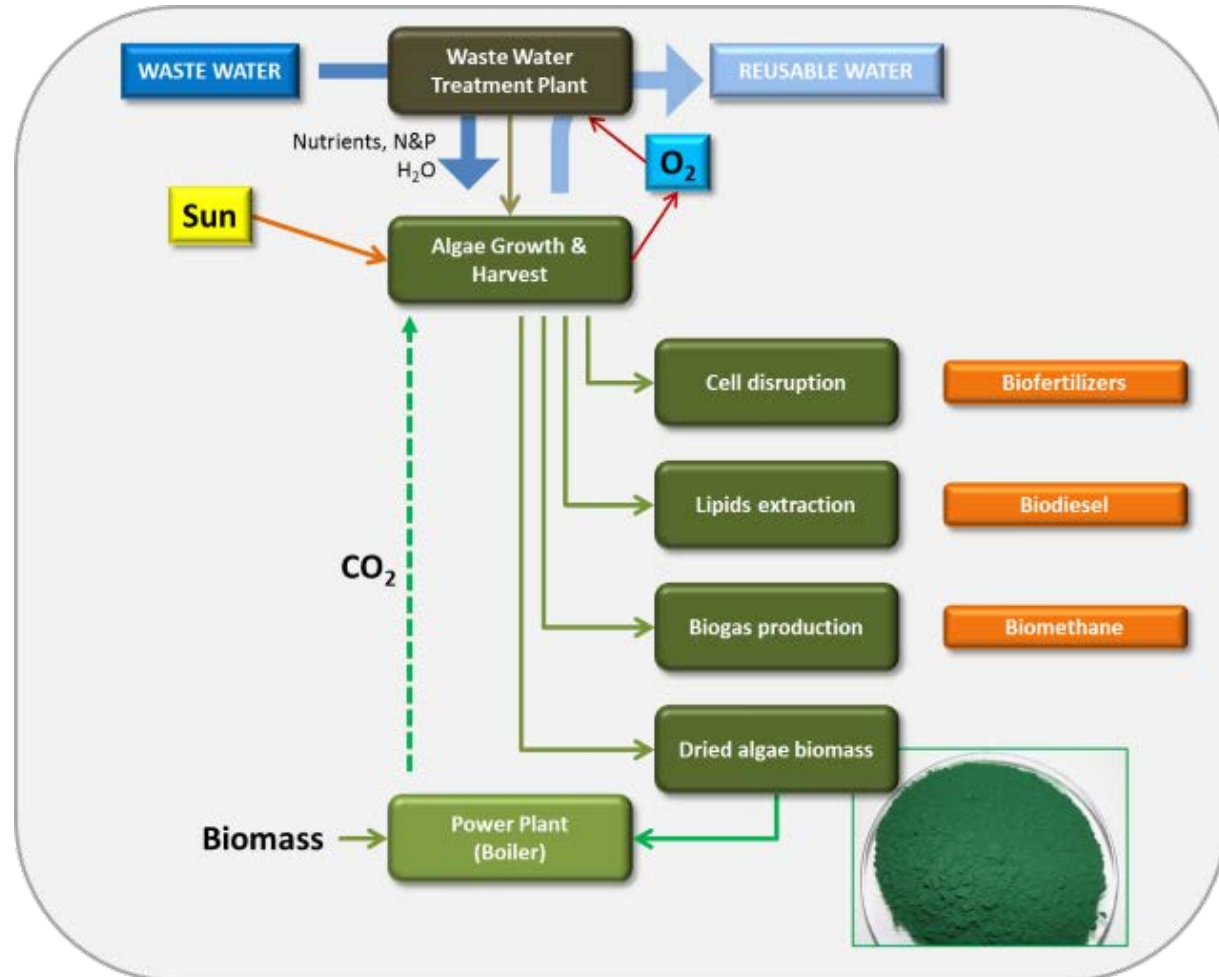 WASTE WATER
Waste Water
Treatment Plant
REUSABLE WATER
Nutrients, N&P
H₂O
O₂
Sun
Algae Growth &
Harvest
Cell disruption
Biofertilizers
Lipids extraction
Biodiesel
CO₂
Biogas production
Biomethane
Dried algae biomass
Biomass
Power Plant
(Boiler)